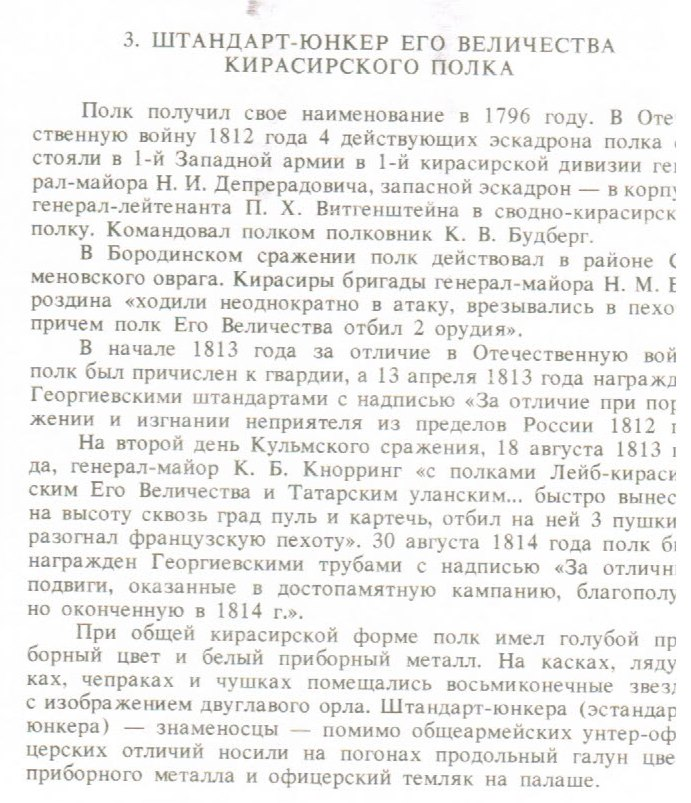 3. ШТАНДАРТ-ЮНКЕР ЕГО ВЕЛИЧЕСТВА
КИРАСИРСКОГО ПОЛКА
Полк получил свое наименование в 1796 году. В Оте
ственную войну 1812 года 4 действующих эскадрона полка
стояли в 1-й Западной армии в 1-й кирасирской дивизии ген
рал-майора Н. И. Депрерадовича, запасной эскадрон — в корпу
генерал-лейтенанта П. Х. Витгенштейна в сводно-кирасирск
полку. Командовал полком полковник К. В. Будберг.
В Бородинском сражении полк действовал в районе С
меновского оврага. Кирасиры бригады генерал-майора Н. М. Б
роздина «ходили неоднократно в атаку, врезывались в пехо
причем полк Его Величества отбил 2 орудия».
В начале 1813 года за отличие в Отечественную вой
полк был причислен к гвардии, а 13 апреля 1813 года награжд
Георгиевскими штандартами с надписью «За отличие при пор
жении и изгнании неприятеля из пределов России 1812 г
На второй день Кульмского сражения, 18 августа 1813 г
да, генерал-майор К. Б. Кнорринг «с полками Лейб-кираси
ским Его Величества и Татарским уланским... быстро вынес
на высоту сквозь град пуль и картечь, отбил на ней 3 пушки
разогнал французскую пехоту». 30 августа 1814 года полк б
награжден Георгиевскими трубами с надписью «За отличн
подвиги, оказанные в достопамятную кампанию, благополу
но оконченную в 1814 г.».
При общей кирасирской форме полк имел голубой пр
борный цвет и белый приборный металл. На касках, ляду
ках, чепраках и чушках помещались восьмиконечные звезд
с изображением двуглавого орла. Штандарт-юнкера (эстандар
юнкера) — знаменосцы — помимо общеармейских унтер-оф
церских отличий носили на погонах продольный галун цве
приборного металла и офицерский темляк на палаше.